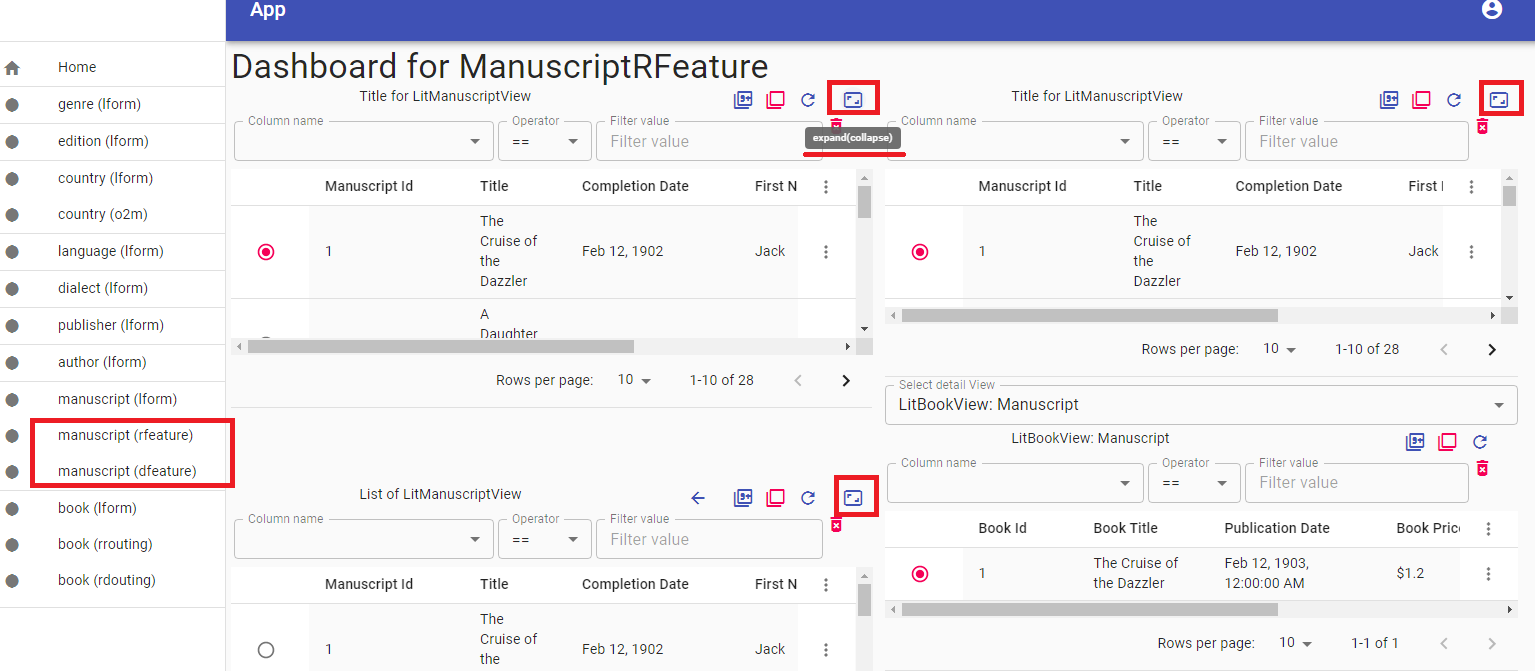 App
Home
genre (lform)
edition (lform)
country (lform)
country (o2m)
language (lform)
dialect (lform)
publisher (lform)
author (lform)
manuscript (lform)
manuscript (rfeature)
manuscript (dfeature)
book (lform)
book (rrouting)
book (rdouting)
Dashboard for ManuscriptRFeature
Title for LitManuscriptView
9+
expand(collapse)
Column name
Operator
==
Filter value
Filter value
Manuscript Id Title Completion Date First N
1 The Cruise of the Dazzler Feb 12, 1902 Jack
A Daughter
Rows per page: 10 1-10 of 28
List of LitManuscriptView
9+
Column name
Operator
==
Filter value
Filter value
Manuscript Id Title Completion Date First N
1 The Cruise of the Feb 12, 1902 Jack
Title for LitManuscriptView
9+
Column name
Operator
==
Filter value
Filter value
Manuscript Id Title Completion Date First
1 The Cruise of the Dazzler Feb 12, 1902 Jack
Rows per page: 10 1-10 of 28
Select detail View
LitBookView: Manuscript
LitBookView: Manuscript
9+
Column name
Operator
==
Filter value
Filter value
Book Id Book Title Publication Date Book Pric
1 The Cruise of the Dazzler Feb 12, 1903, 12:00:00 AM $1.2
Rows per page: 10 1-1 of 1